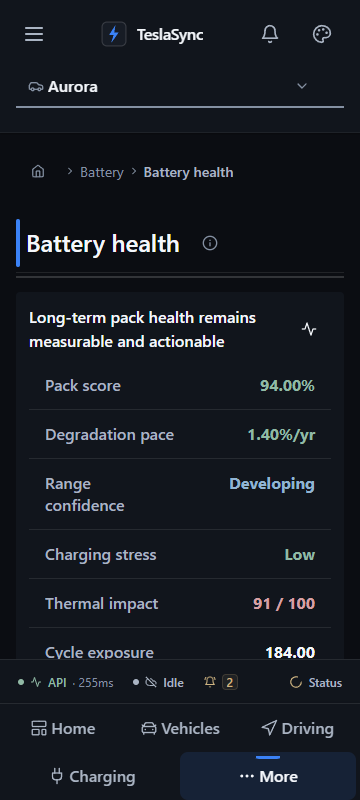 TeslaSync
Aurora
Battery
Battery health
Battery health
Long-term pack health remains
measurable and actionable
Pack score 94.00%
Degradation pace 1.40%/yr
Range
confidence
Developing
Charging stress Low
Thermal impact 91 / 100
Cycle exposure 184.00
API · 255ms Idle 2 Status
Home Vehicles Driving
Charging More